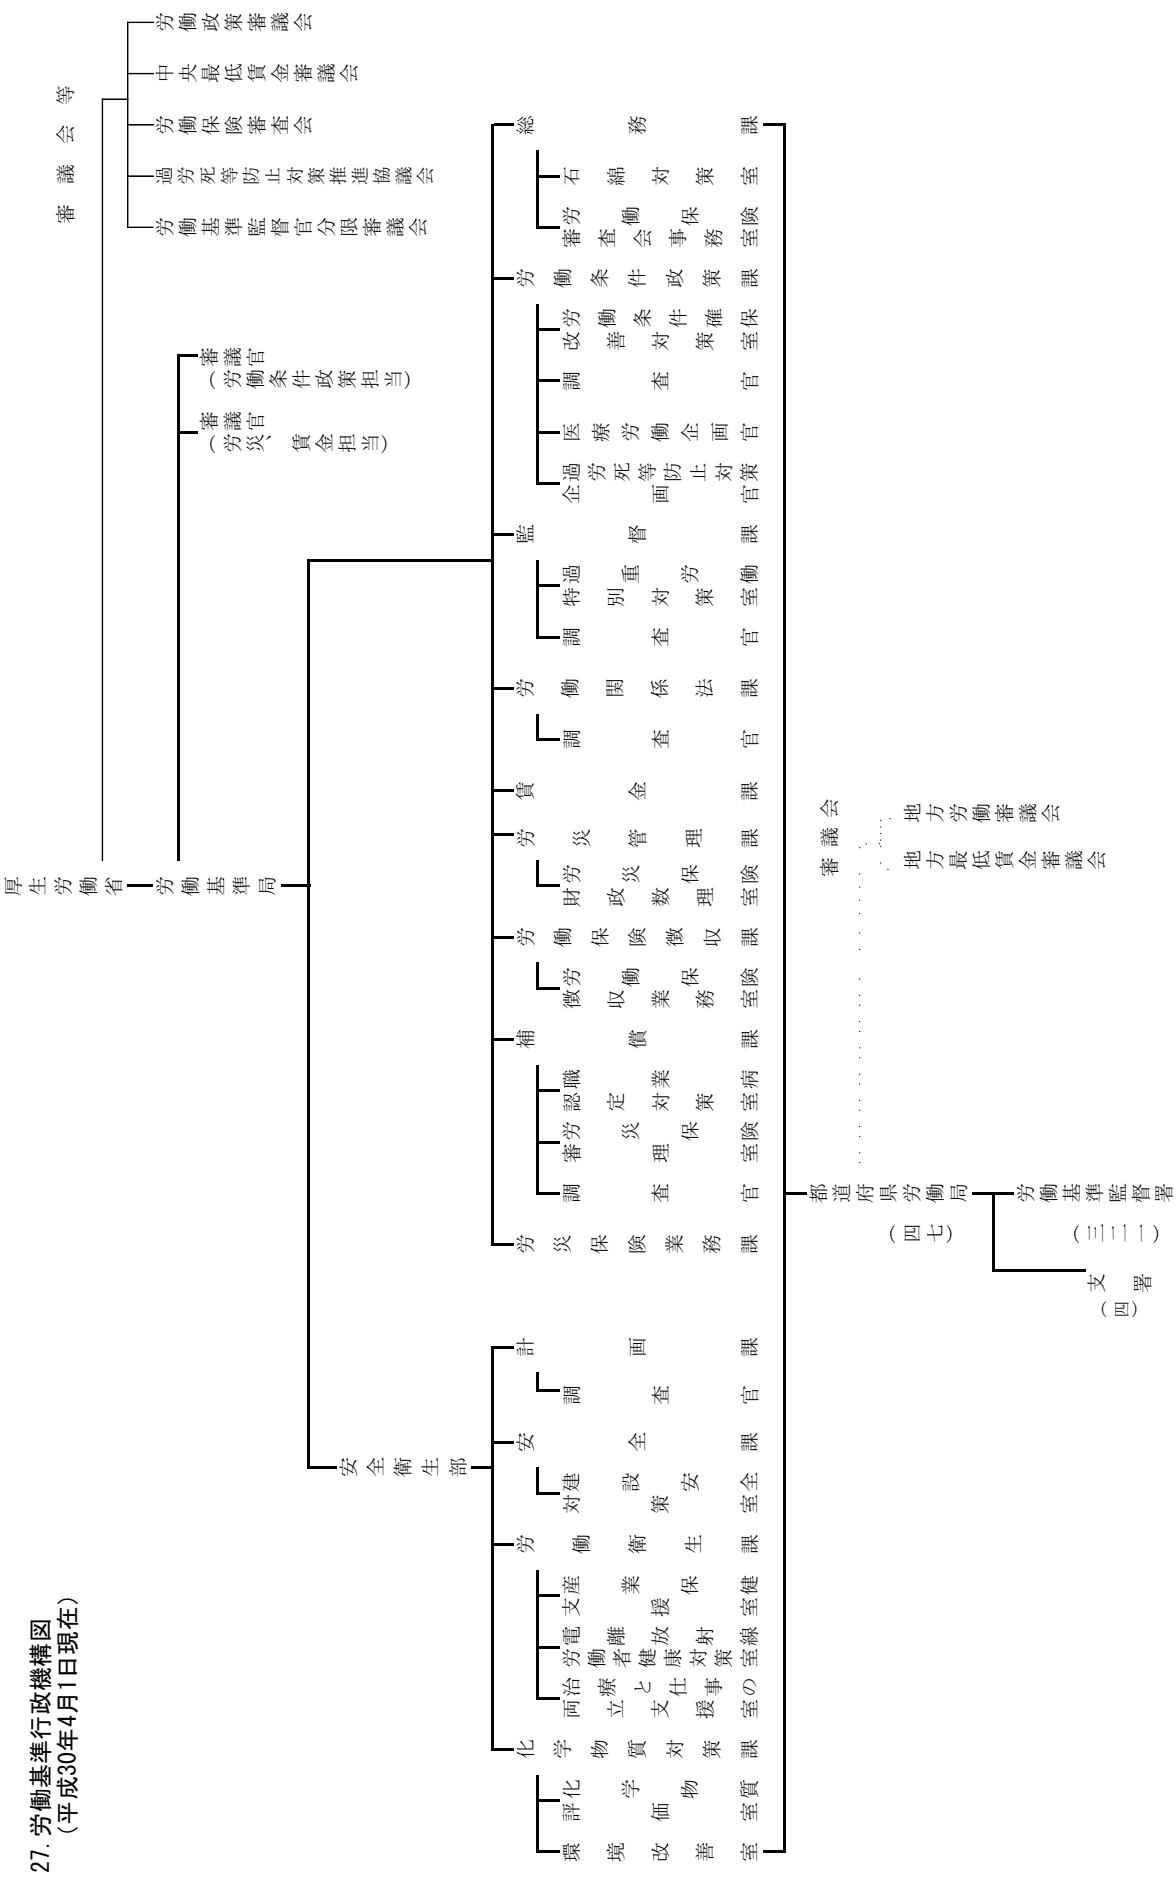 27. 労働基準行政機構図
（平成30年4月1日現在）
厚生労働省
労働基準局
審議会等
労働政策審議会
中央最低賃金審議会
労働保険審査会
過労死等防止対策推進協議会
労働基準監督官分限審議会
審議官
（労働条件政策担当）
審議官
（労災、賃金担当）
総務課
石綿対策室
労働保険
審査会事務室
労働条件政策課
労働条件確保
改善対策室
調査官
医療労働企画官
過労死等防止対策
企画官
監督課
過重労働
特別対策室
調査官
労働関係法課
調査官
賃金課
労災管理課
労災保険
財政数理室
労働保険徴収課
労働保険
徴収業務室
補償課
職業病
認定対策室
労災保険
審理室
調査官
労災保険業務課
安全衛生部
計画課
調査官
安全課
建設安全
対策室
労働衛生課
産業保健
支援室
電離放射線
労働者健康対策室
治療と仕事の
両立支援室
化学物質対策課
化学物質
評価室
環境改善室
審議会
地方労働審議会
地方最低賃金審議会
都道府県労働局
（四七）
労働基準監督署
（三二一）
支署
（四）